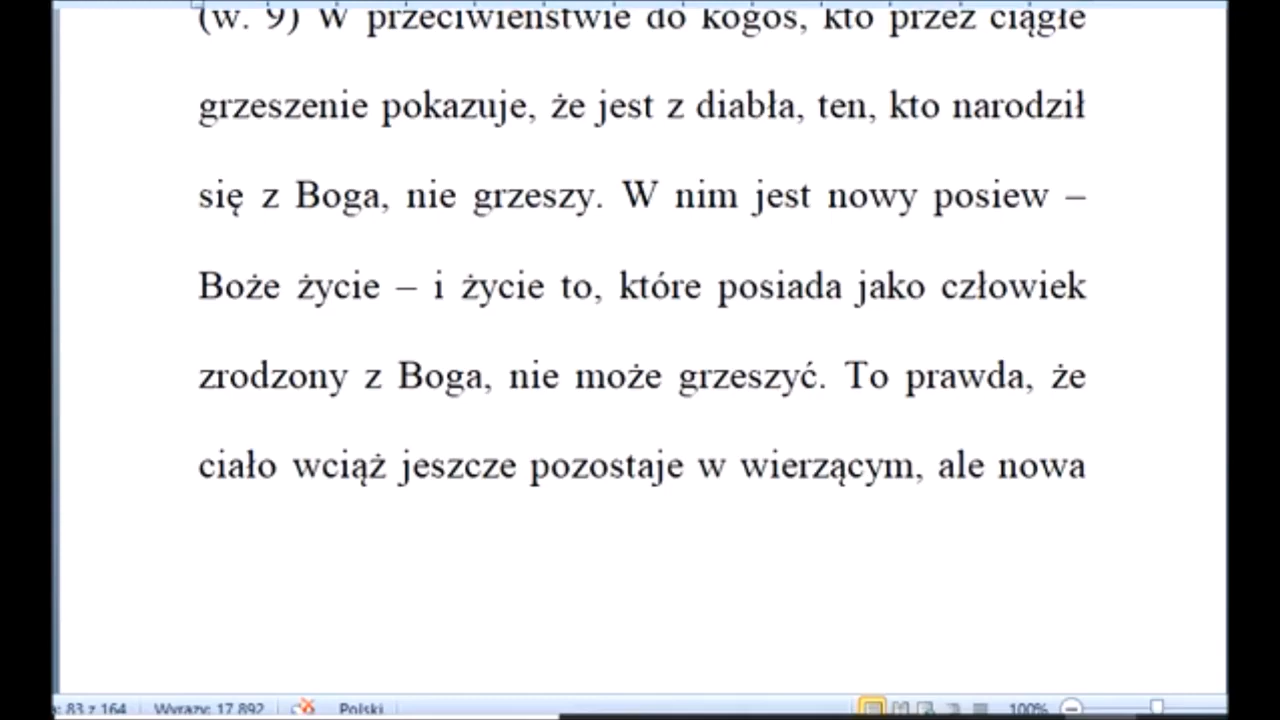 (w. 9) W przeciwieństwie do kogoś, kto przez ciągłe
grzeszenie pokazuje, że jest z diabła, ten, kto narodził
się z Boga, nie grzeszy. W nim jest nowy posiew –
Boże życie – i życie to, które posiada jako człowiek
zrodzony z Boga, nie może grzeszyć. To prawda, że
ciało wciąż jeszcze pozostaje w wierzącym, ale nowa
: 83 z 164 Wyrazy: 17 892 Polski 100%